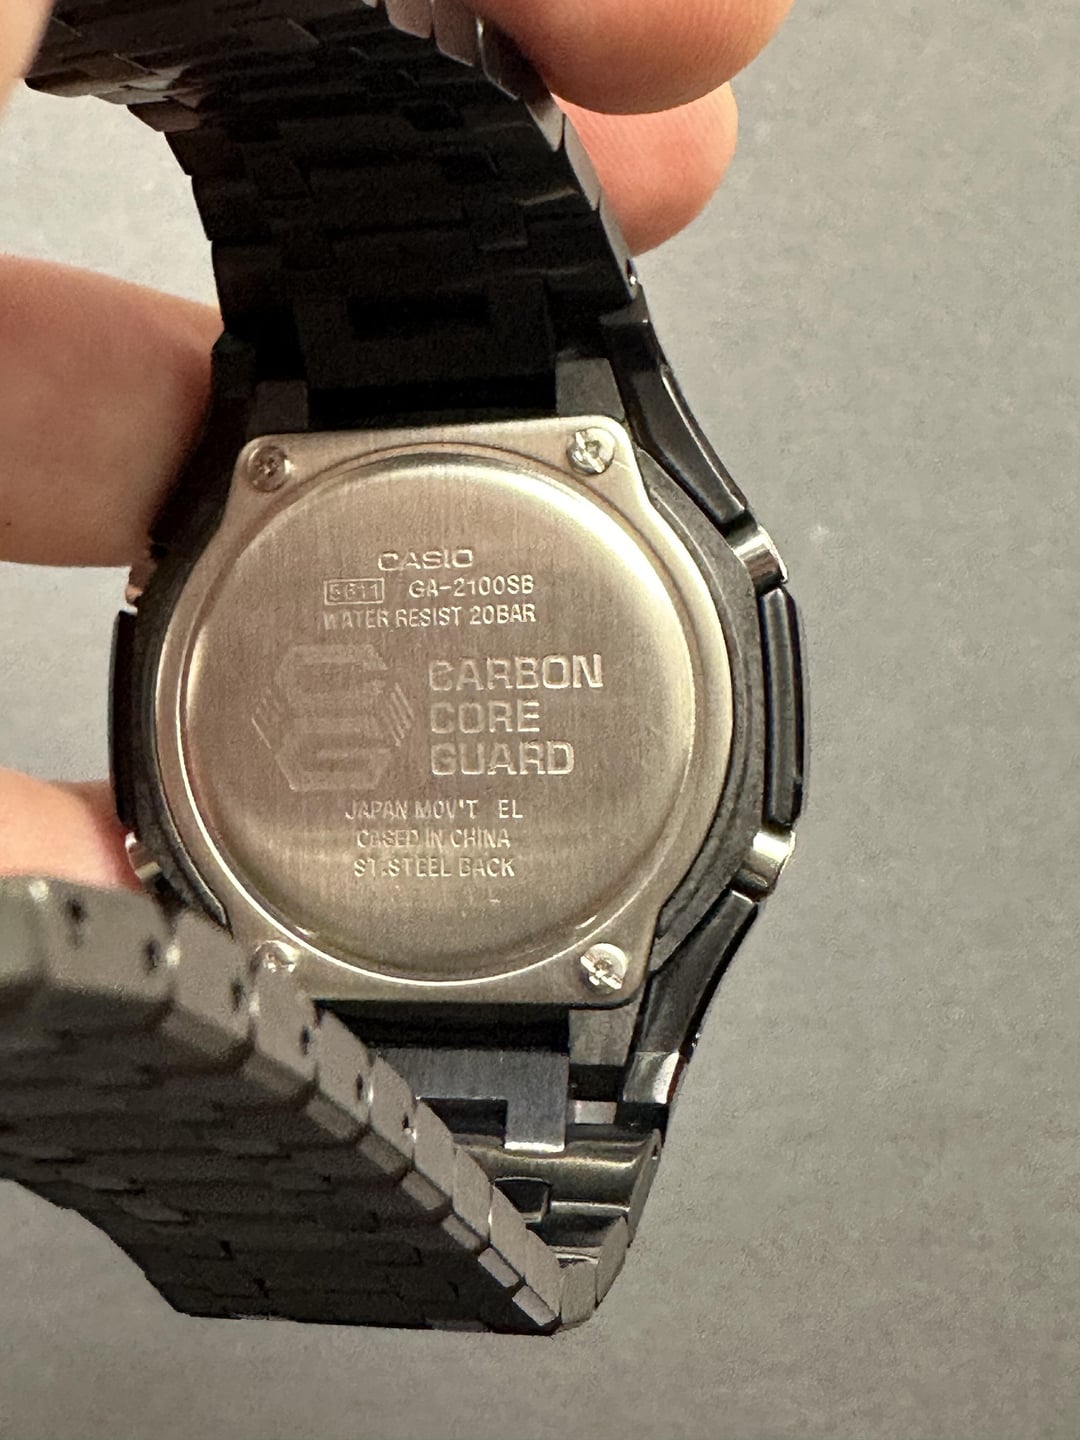 CASIO
5611 GA-2100SB
WATER RESIST 20BAR
CARBON
CORE
GUARD
JAPAN MOV'T EL
CASED IN CHINA
ST.STEEL BACK